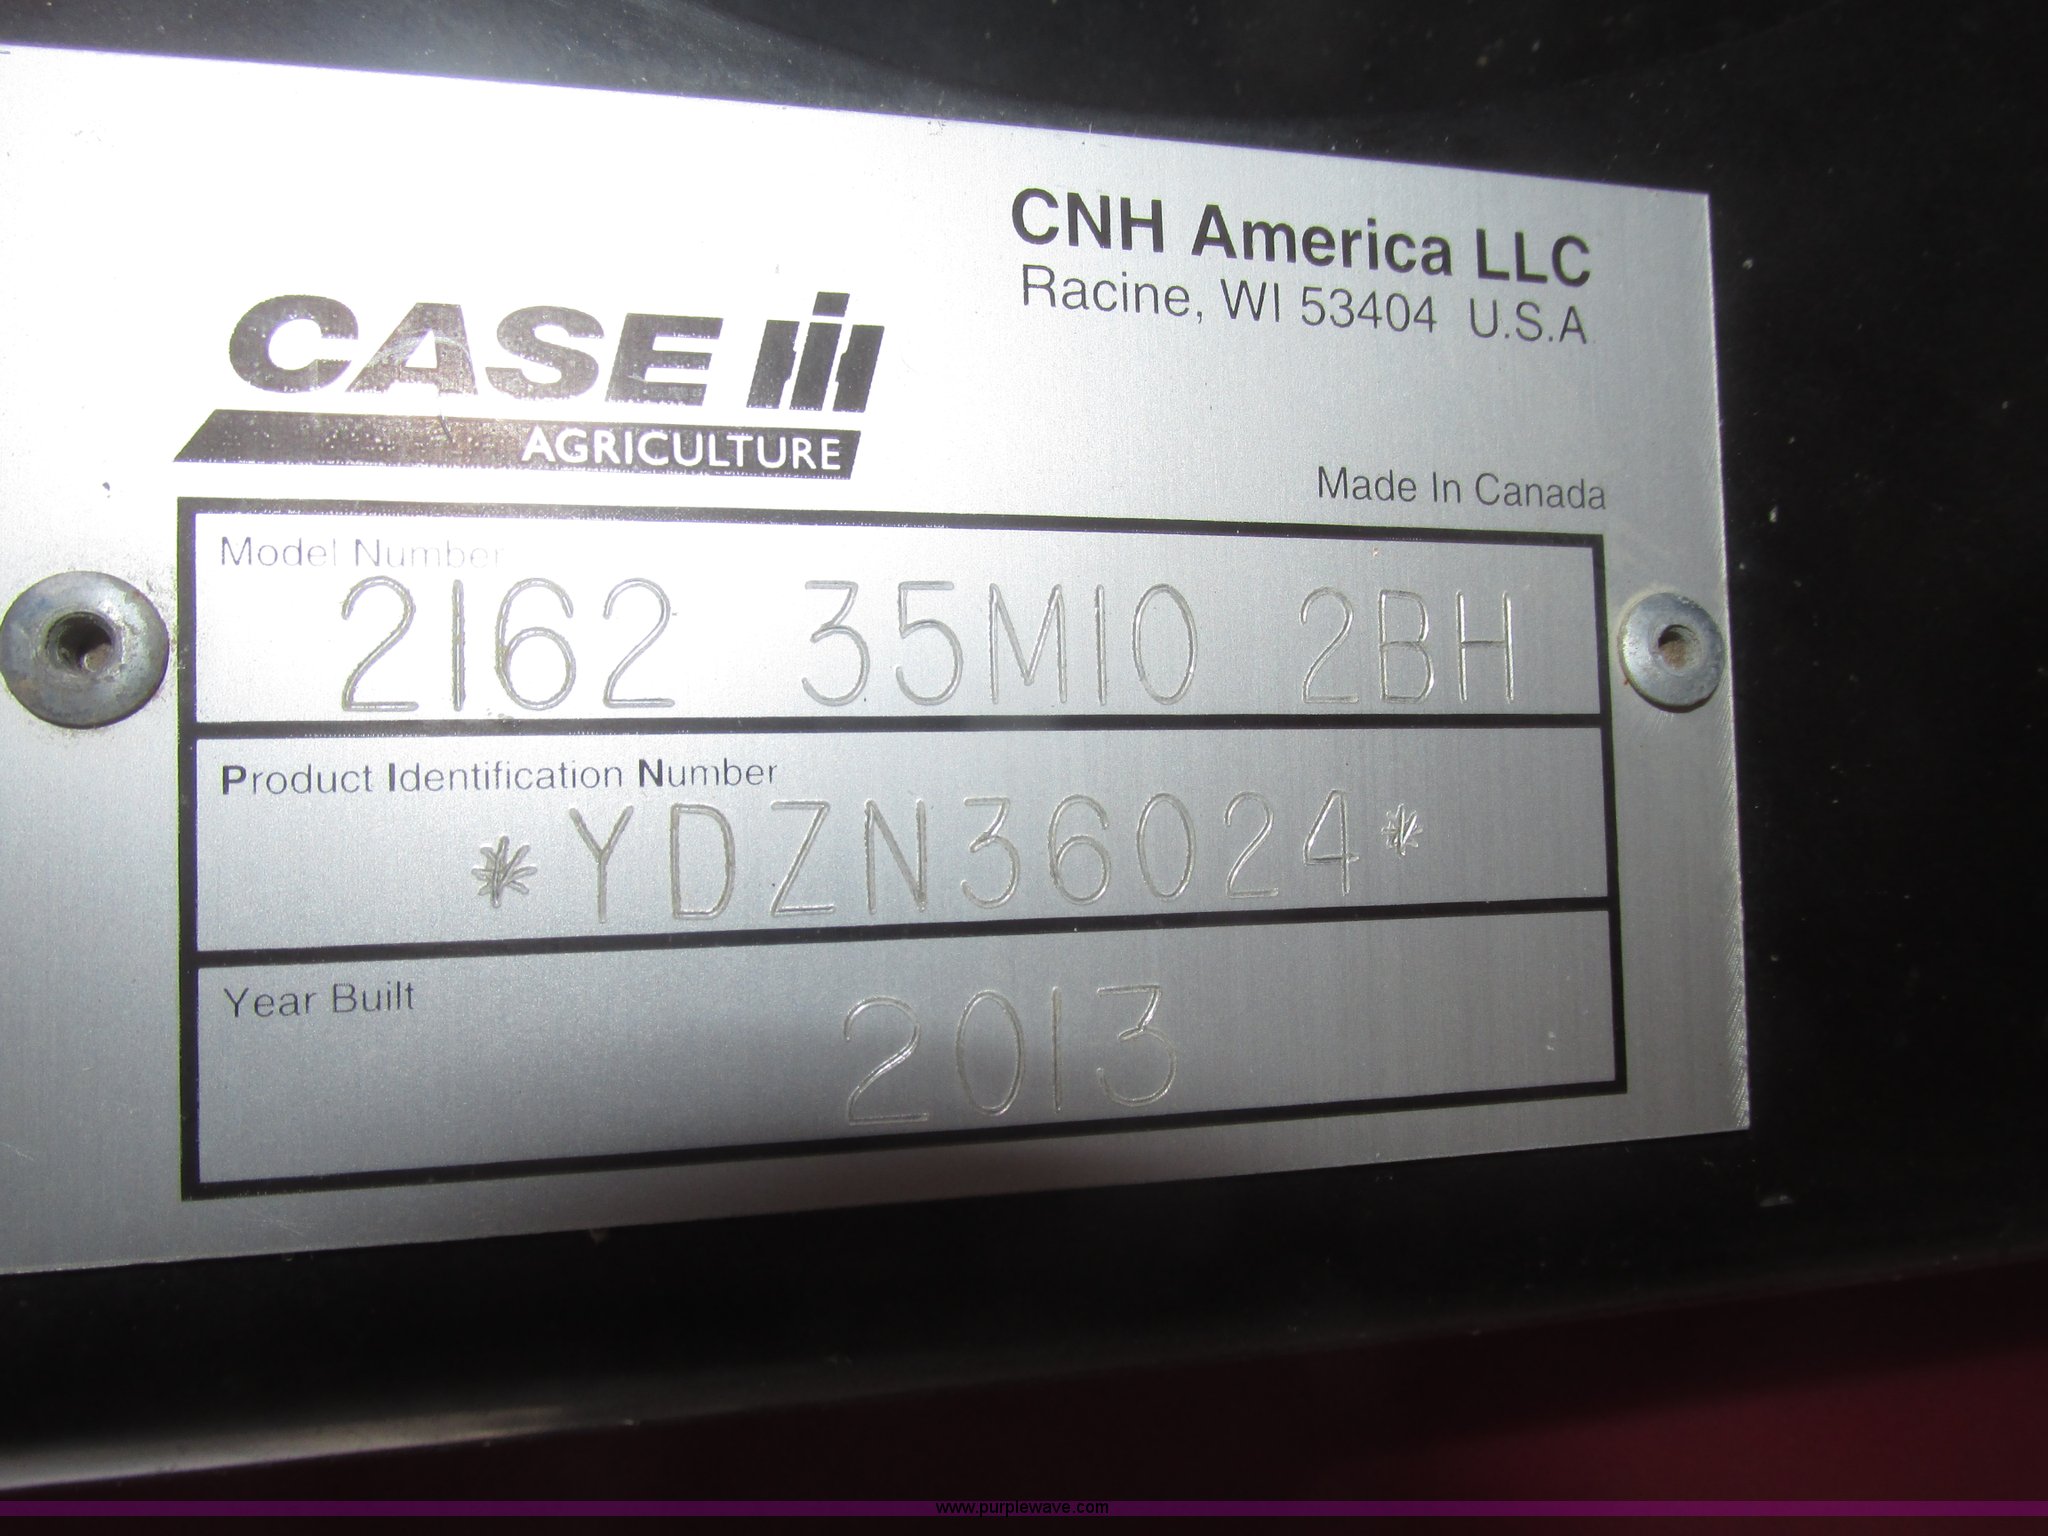 CNH America LLC
Racine, WI 53404 U.S.A
CASE IH
AGRICULTURE
Made In Canada
Model Number
2162 35M10 2BH
Product Identification Number
*YDZN36024*
Year Built
2013
www.purplewave.com